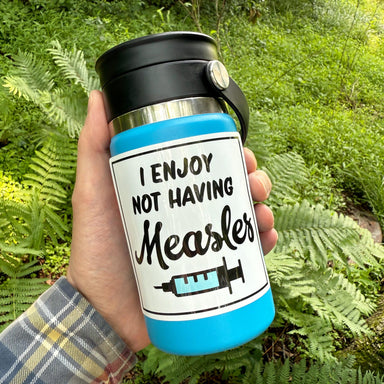 I ENJOY
NOT HAVING
Measles